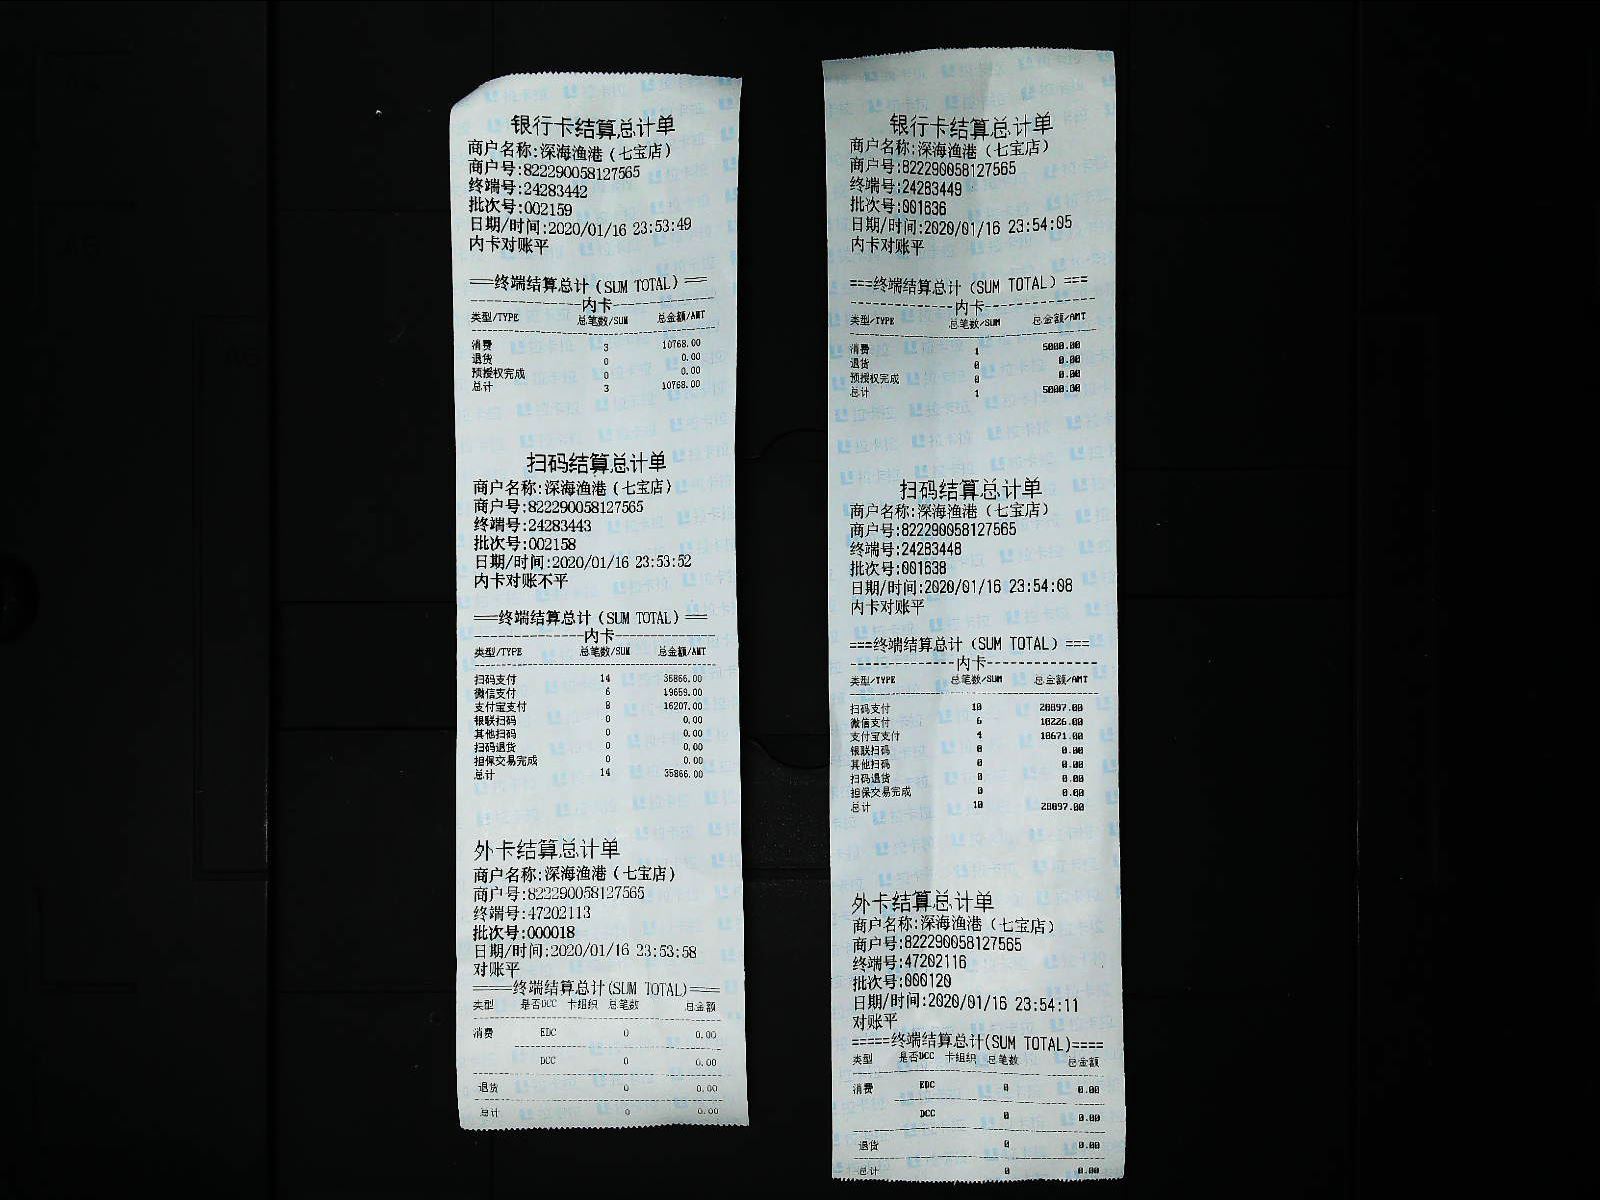 银行卡结算总计单
商户名称:深海渔港(七宝店)
商户号:822290058127565
终端号:24283442
批次号:002159
日期/时间:2020/01/16 23:53:49
内卡对账平
===终端结算总计(SUM TOTAL)===
内卡
类型/TYPE 总笔数/SUM 总金额/AMT
消费 3 10768.00
退货 0 0.00
预授权完成 0 0.00
总计 3 10768.00
扫码结算总计单
商户名称:深海渔港(七宝店)
商户号:822290058127565
终端号:24283443
批次号:002158
日期/时间:2020/01/16 23:53:52
内卡对账不平
===终端结算总计(SUM TOTAL)===
内卡
类型/TYPE 总笔数/SUM 总金额/AMT
扫码支付 14 35866.00
微信支付 6 19659.00
支付宝支付 8 16207.00
银联扫码 0 0.00
其他扫码 0 0.00
扫码退货 0 0.00
担保交易完成 0 0.00
总计 14 35866.00
外卡结算总计单
商户名称:深海渔港(七宝店)
商户号:822290058127565
终端号:47202113
批次号:000018
日期/时间:2020/01/16 23:53:58
对账平
=====终端结算总计(SUM TOTAL)====
类型 是否DCC 卡组织 总笔数 总金额
消费 EDC 0 0.00
DCC 0 0.00
退货 0 0.00
总计 0 0.00
银行卡结算总计单
商户名称:深海渔港(七宝店)
商户号:822290058127565
终端号:24283449
批次号:001636
日期/时间:2020/01/16 23:54:05
内卡对账平
===终端结算总计(SUM TOTAL)===
内卡
类型/TYPE 总笔数/SUM 总金额/AMT
消费 1 5000.00
退货 0 0.00
预授权完成 0 0.00
总计 1 5000.00
扫码结算总计单
商户名称:深海渔港(七宝店)
商户号:822290058127565
终端号:24283448
批次号:001638
日期/时间:2020/01/16 23:54:08
内卡对账平
===终端结算总计(SUM TOTAL)===
内卡
类型/TYPE 总笔数/SUM 总金额/AMT
扫码支付 10 20897.00
微信支付 6 10226.00
支付宝支付 4 10671.00
银联扫码 0 0.00
其他扫码 0 0.00
扫码退货 0 0.00
担保交易完成 0 0.00
总计 10 20897.00
外卡结算总计单
商户名称:深海渔港(七宝店)
商户号:822290058127565
终端号:47202116
批次号:000120
日期/时间:2020/01/16 23:54:11
对账平
=====终端结算总计(SUM TOTAL)====
类型 是否DCC 卡组织 总笔数 总金额
消费 EDC 0 0.00
DCC 0 0.00
退货 0 0.00
总计 0 0.00